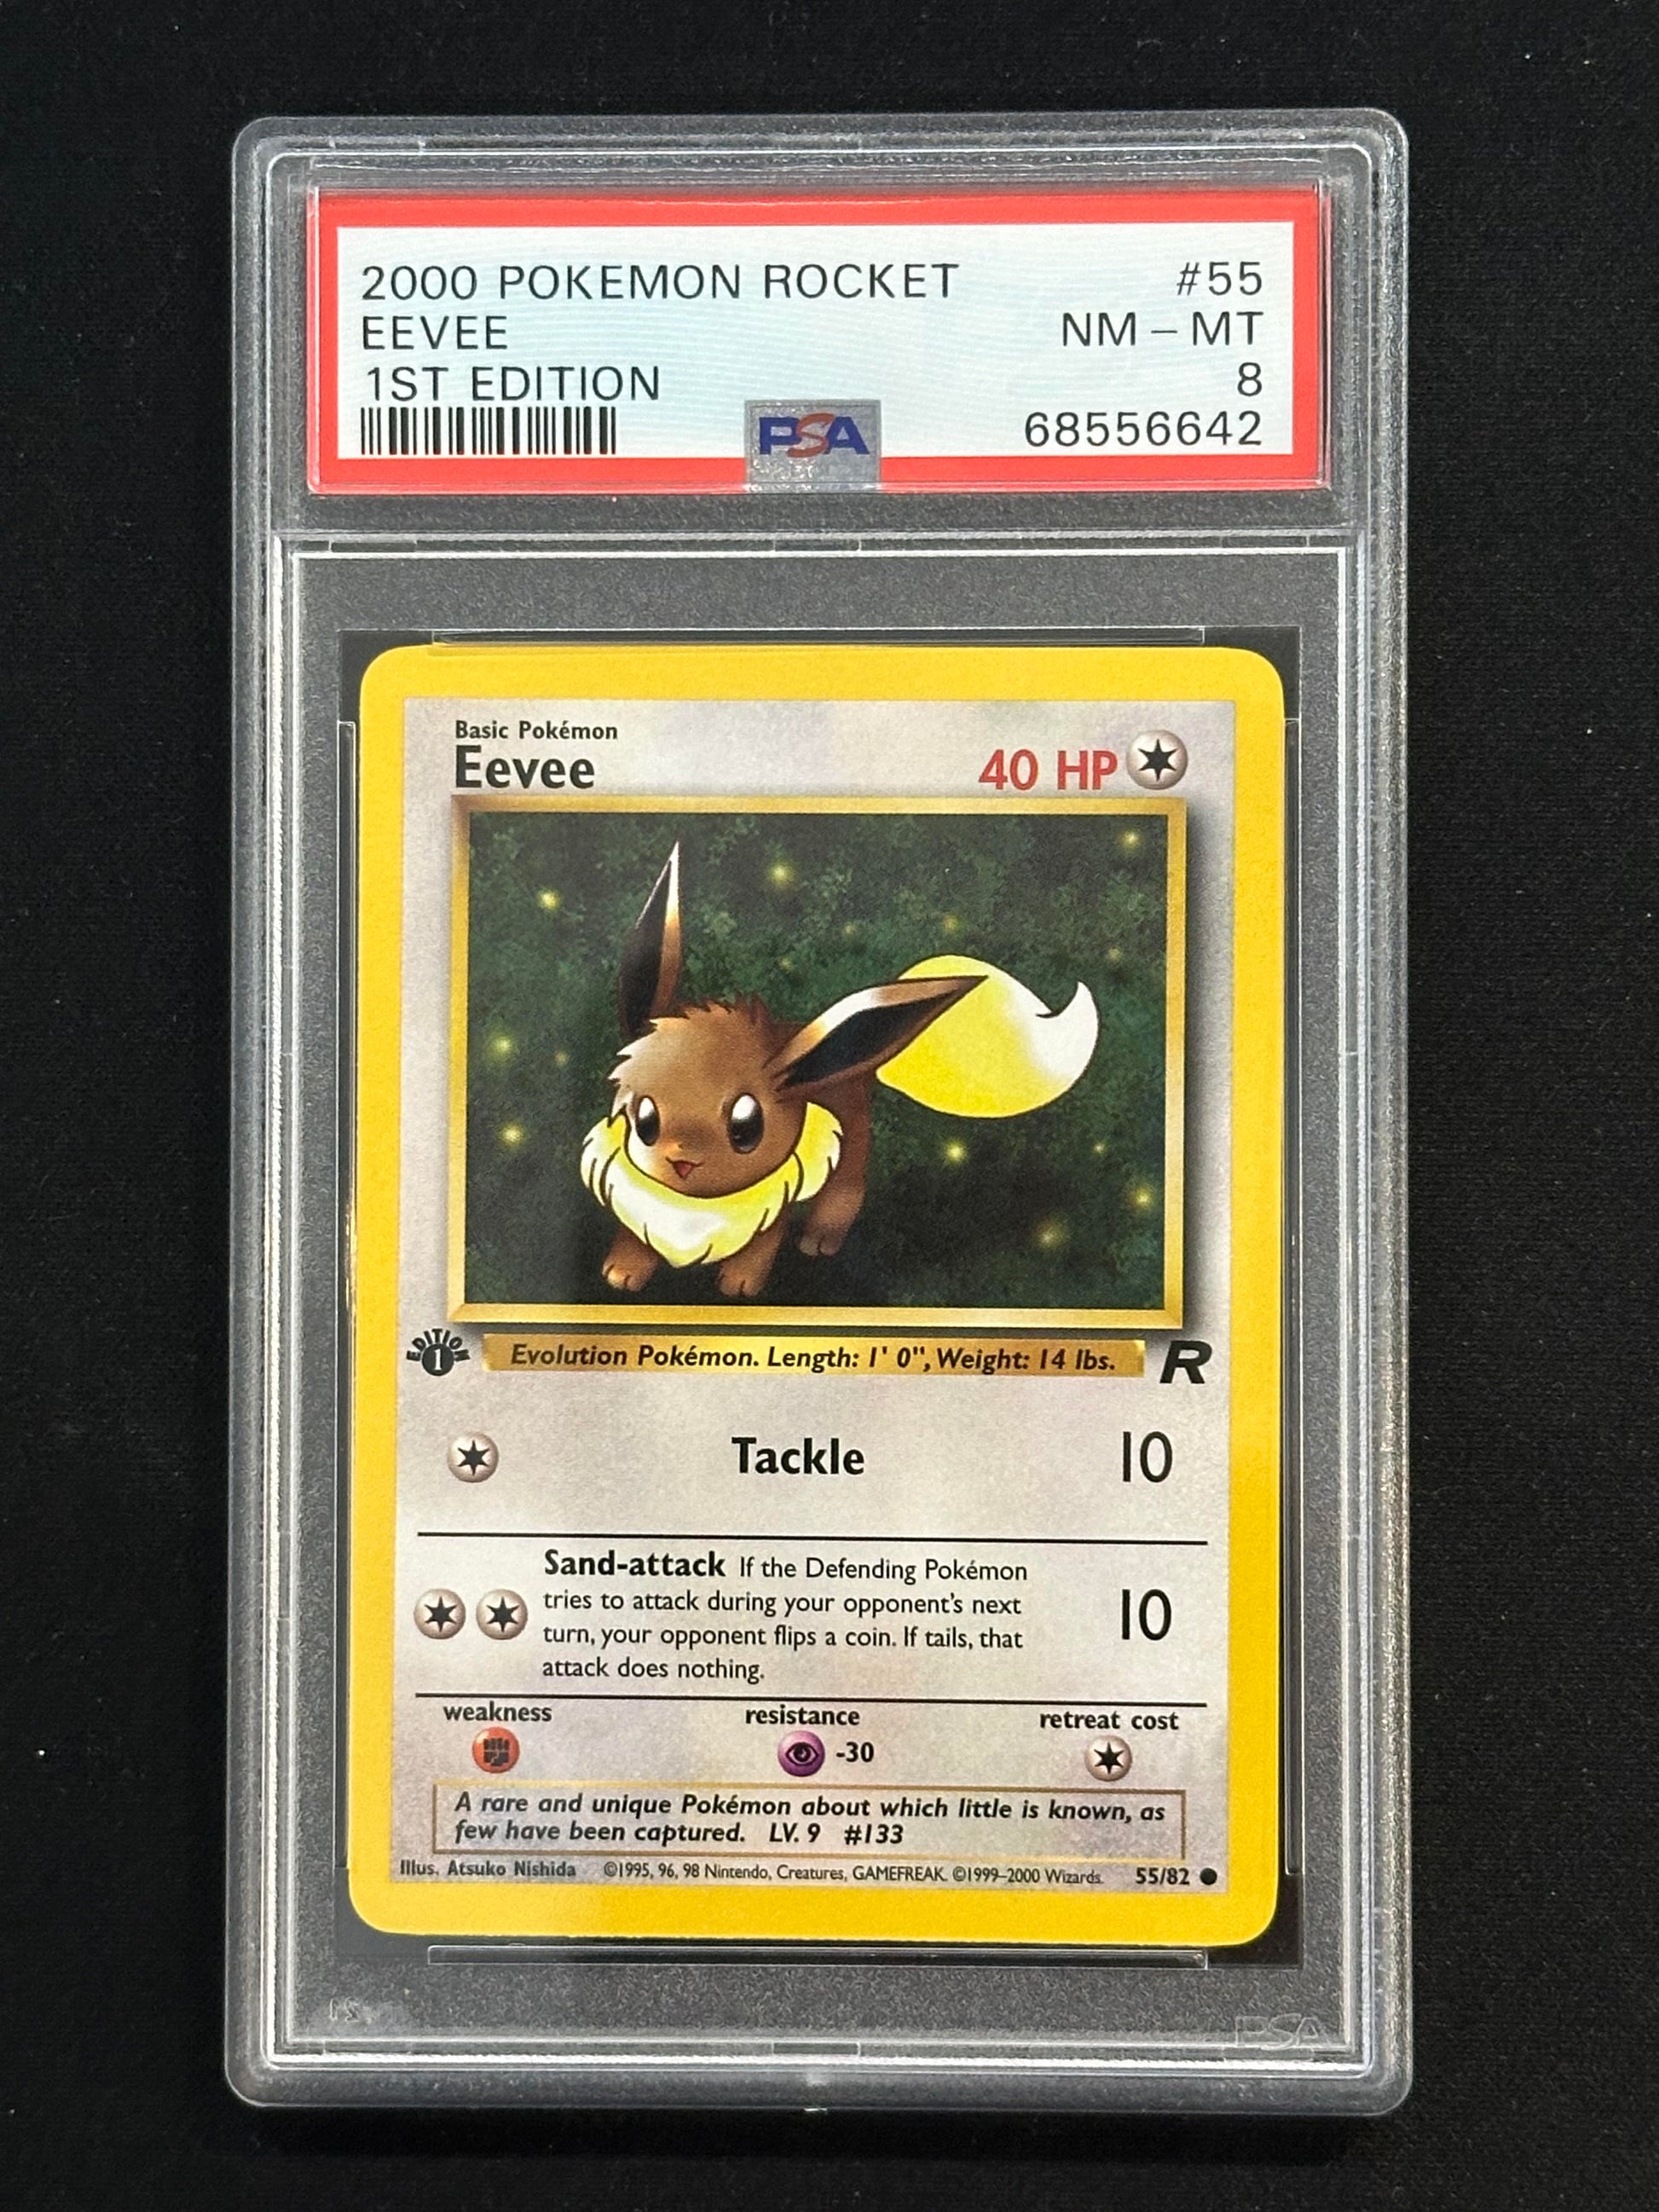 2000 POKEMON ROCKET #55
EEVEE NM - MT
1ST EDITION 8
PSA 68556642
Basic Pokémon
Eevee 40 HP
EDITION 1 Evolution Pokémon. Length: 1' 0", Weight: 14 lbs. R
Tackle 10
Sand-attack If the Defending Pokémon
tries to attack during your opponent's next
turn, your opponent flips a coin. If tails, that
attack does nothing.
10
weakness resistance retreat cost
-30
A rare and unique Pokémon about which little is known, as
few have been captured. LV. 9 #133
Illus. Atsuko Nishida ©1995, 96, 98 Nintendo, Creatures, GAMEFREAK. ©1999-2000 Wizards. 55/82
PSA